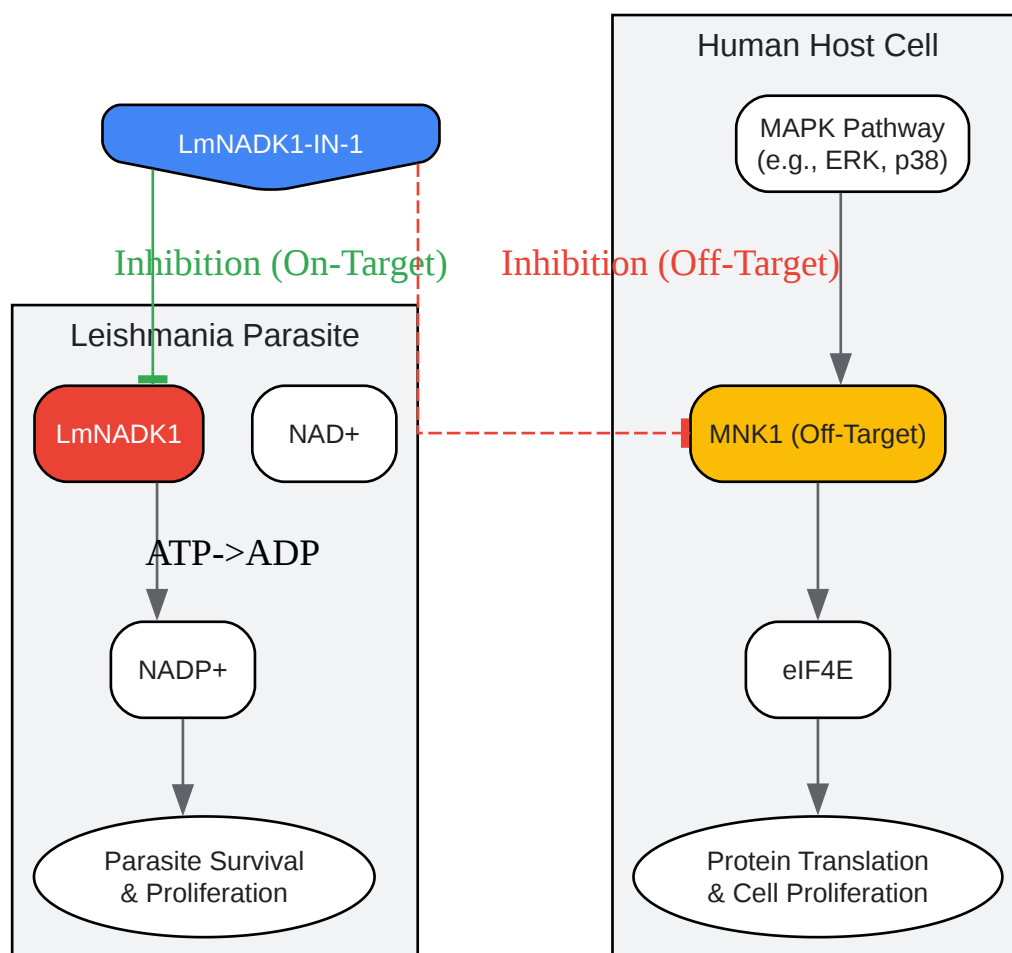 Human Host Cell
LmNADK1-IN-1
MAPK Pathway
(e.g., ERK, p38)
Inhibition (On-Target)
Inhibition (Off-Target)
Leishmania Parasite
LmNADK1
NAD+
MNK1 (Off-Target)
ATP->ADP
NADP+
eIF4E
Parasite Survival
& Proliferation
Protein Translation
& Cell Proliferation